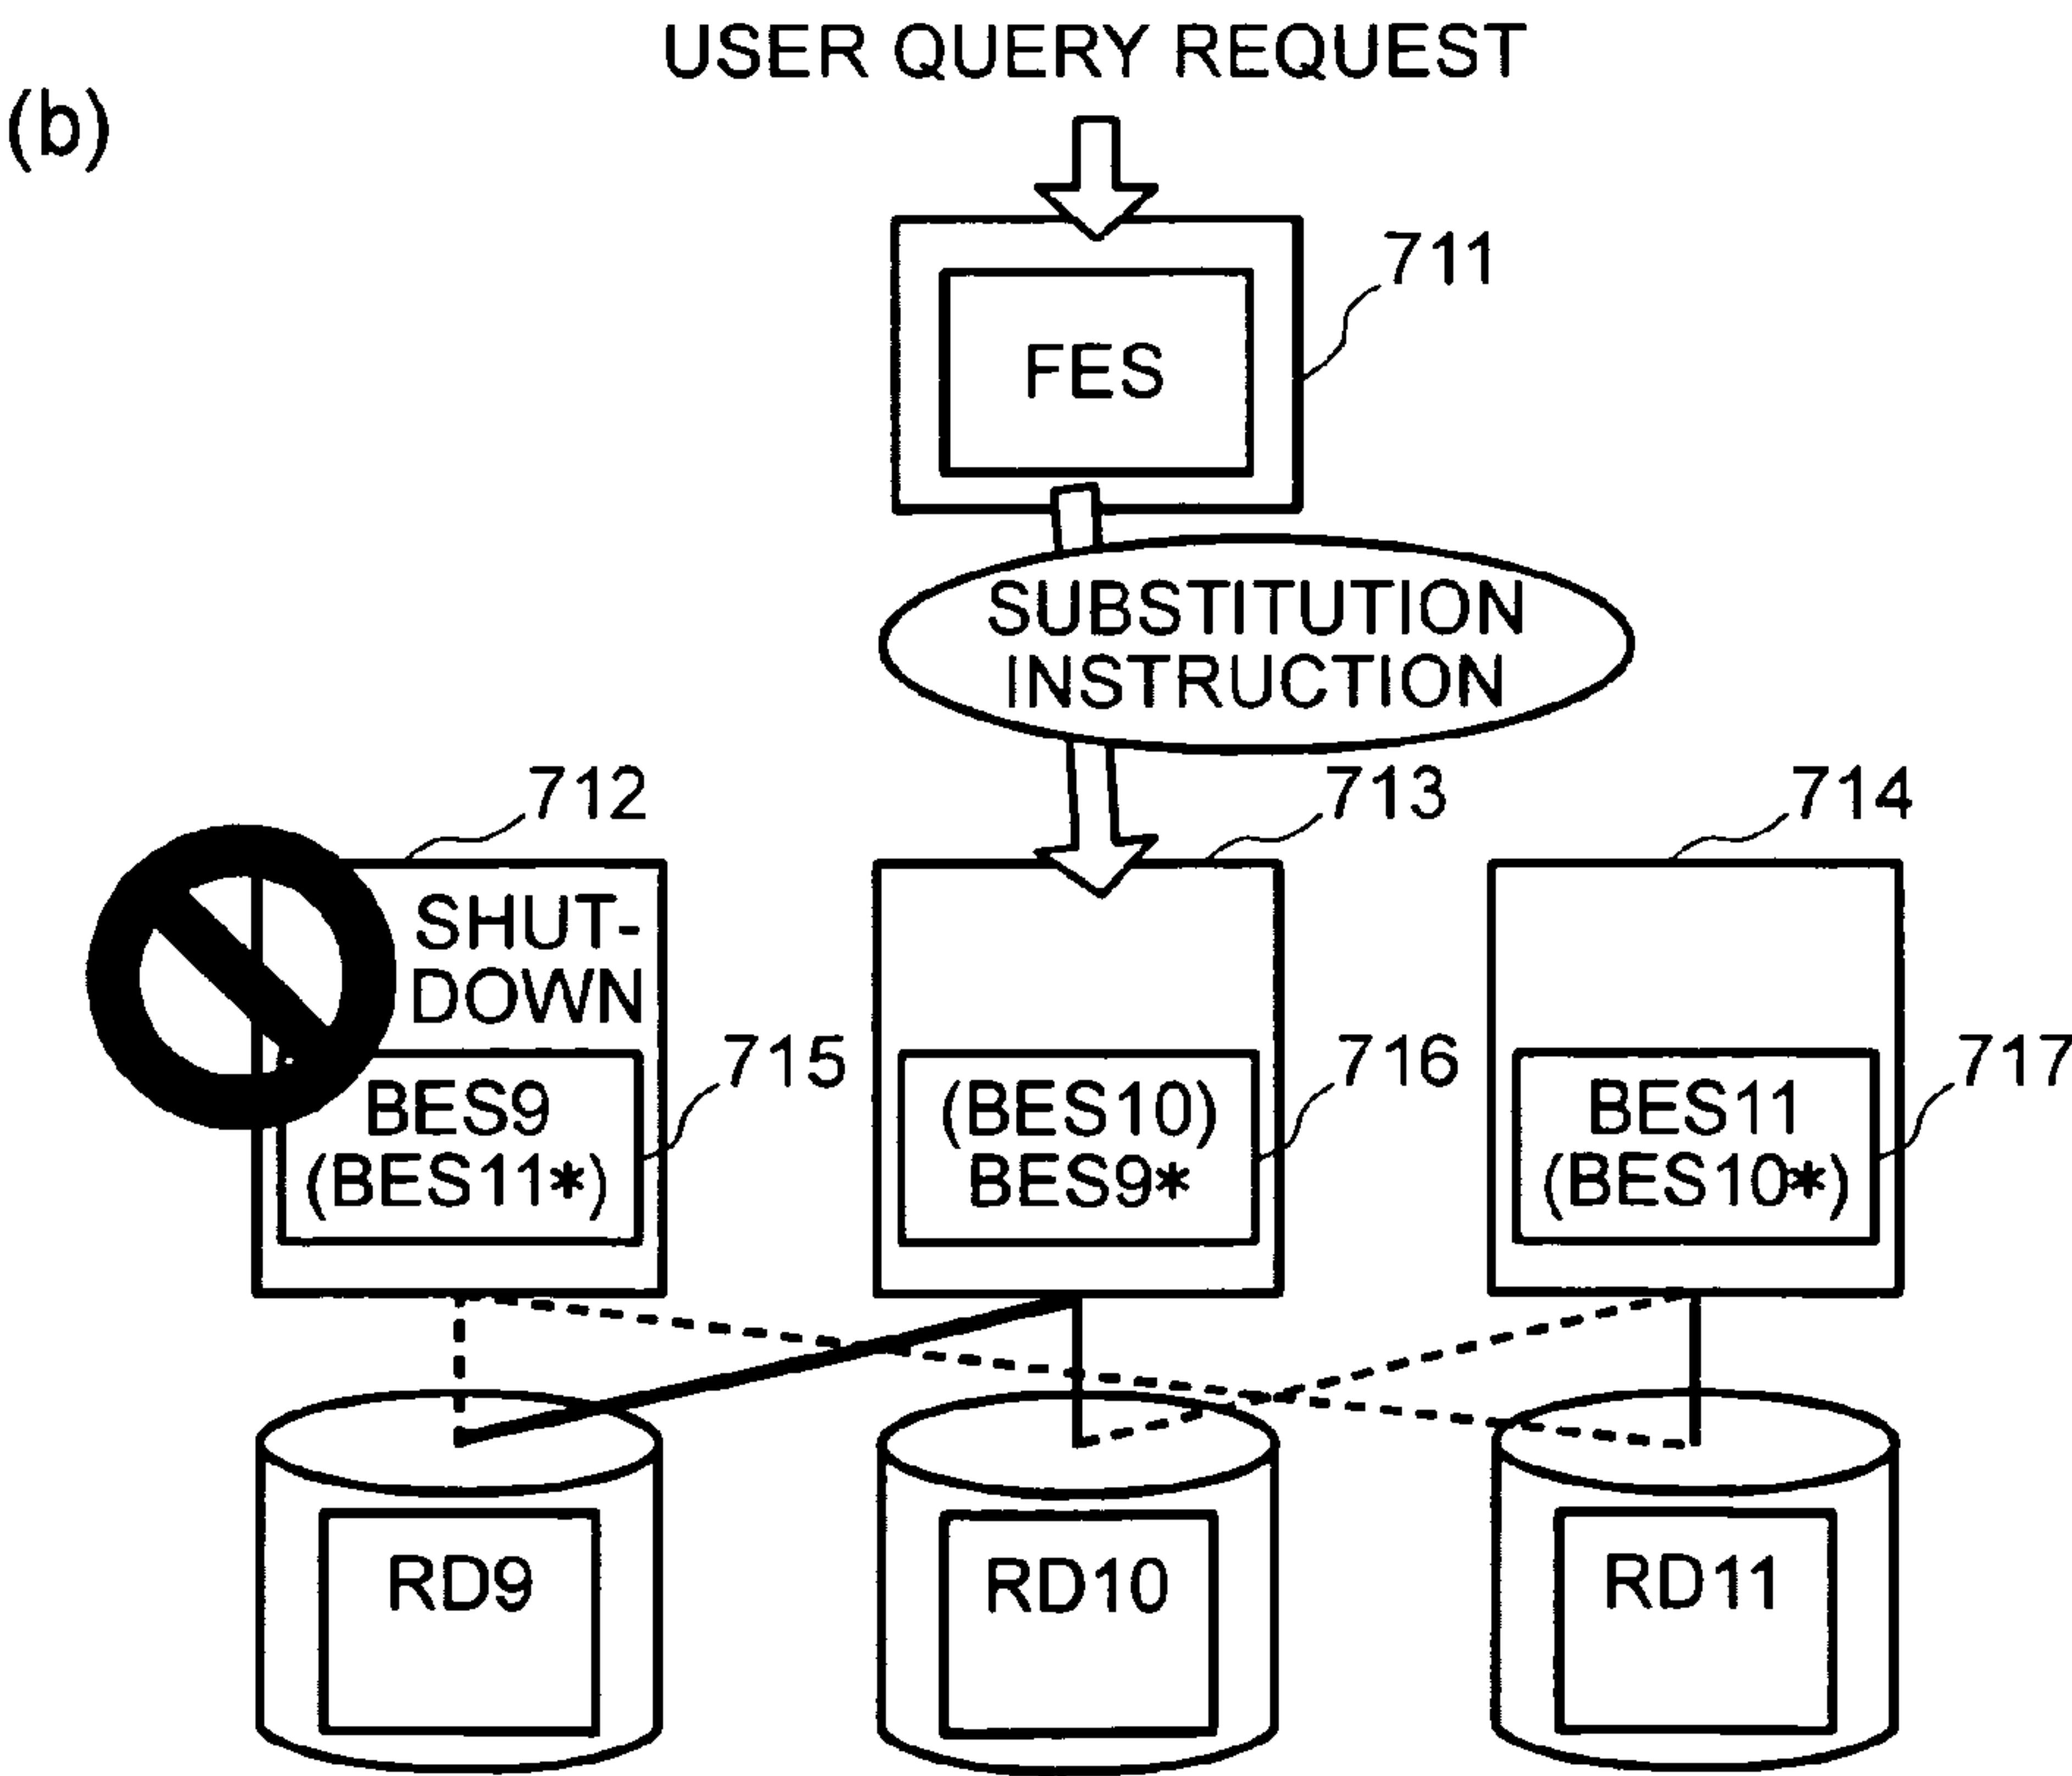 USER QUERY REQUEST
(b)
711
FES
SUBSTITUTION
INSTRUCTION
712
713
714
SHUT-
DOWN
715
716
717
BES9
(BES11*)
(BES10)
BES9*
BES11
(BES10*)
RD9
RD10
RD11